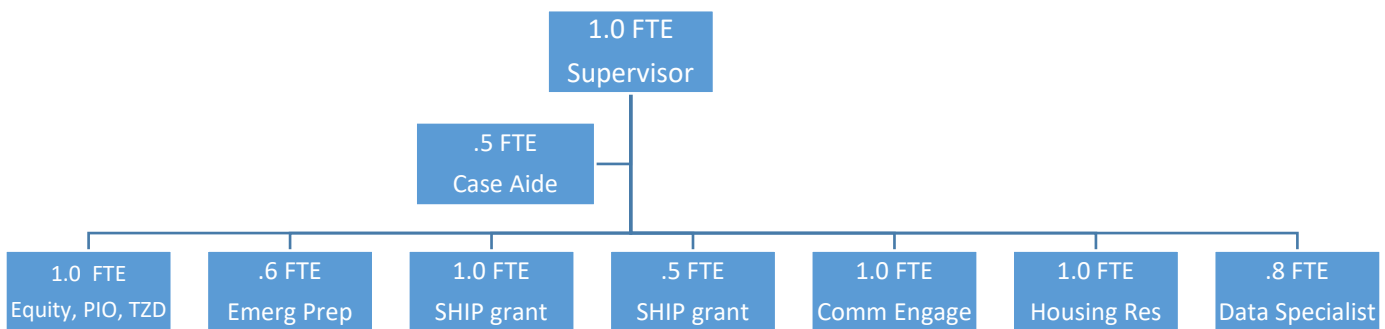 1.0 FTE
Supervisor
.5 FTE
Case Aide
1.0 FTE
Equity, PIO, TZD
.6 FTE
Emerg Prep
1.0 FTE
SHIP grant
.5 FTE
SHIP grant
1.0 FTE
Comm Engage
1.0 FTE
Housing Res
.8 FTE
Data Specialist